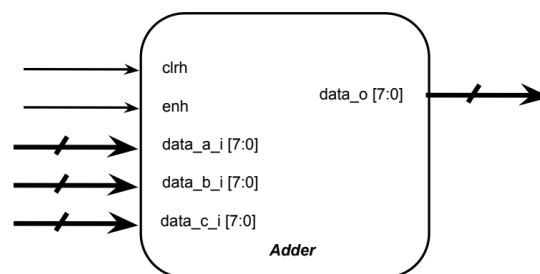 clrh
enh
data_a_i [7:0]
data_b_i [7:0]
data_c_i [7:0]
data_o [7:0]
Adder